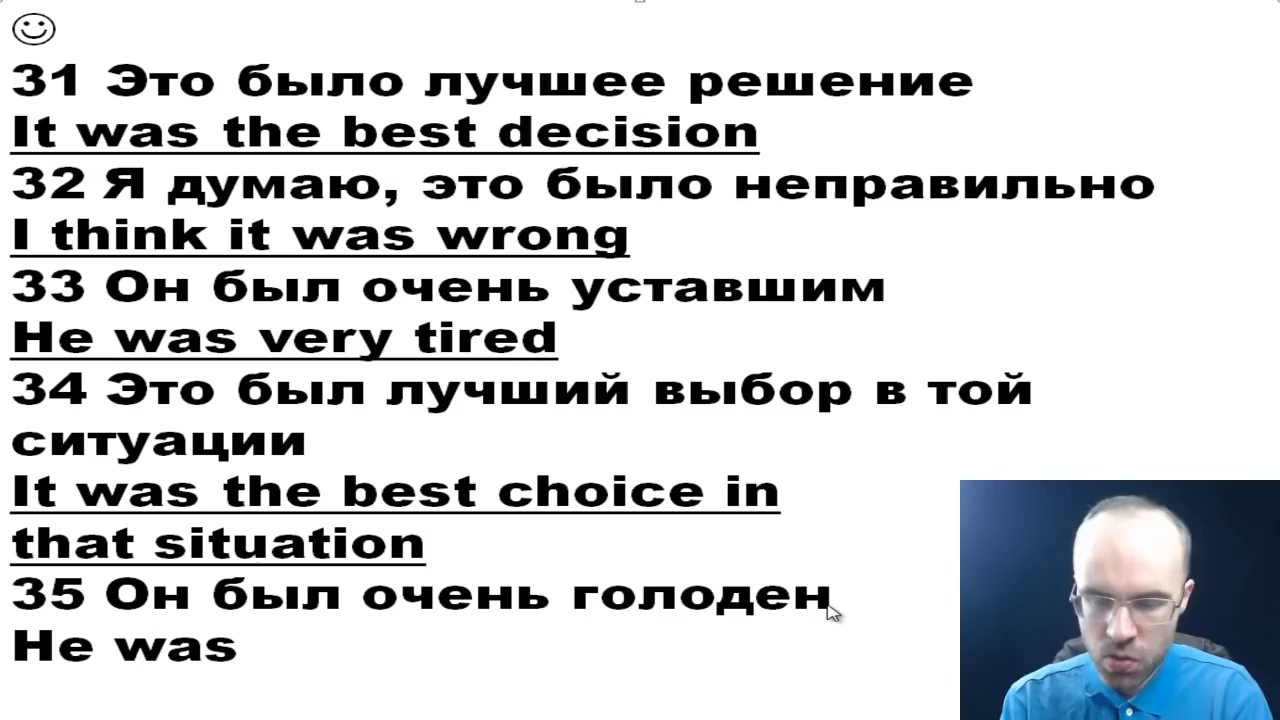 31 Это было лучшее решение
It was the best decision
32 Я думаю, это было неправильно
I think it was wrong
33 Он был очень уставшим
He was very tired
34 Это был лучший выбор в той
ситуации
It was the best choice in
that situation
35 Он был очень голоден
He was